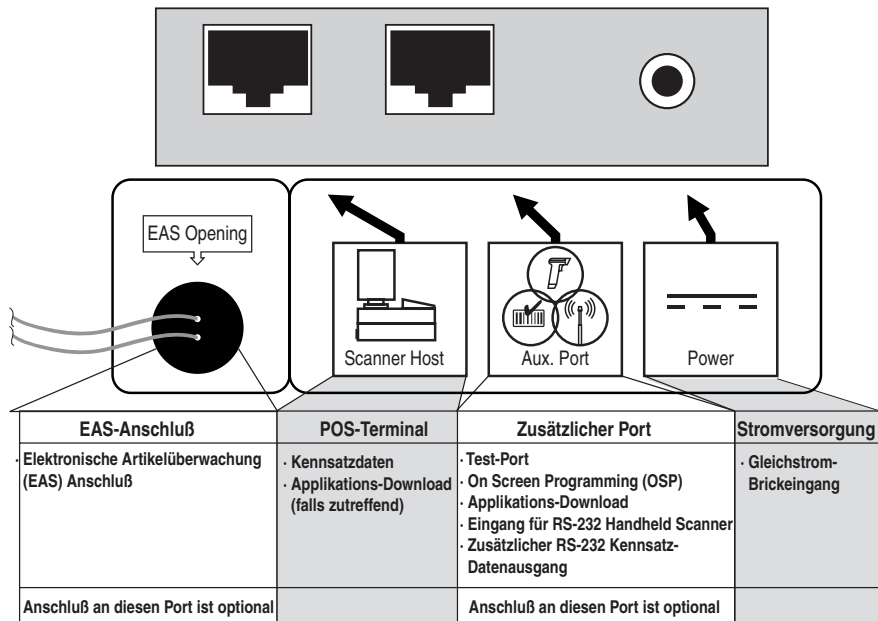 EAS Opening
Scanner Host
Aux. Port
Power
EAS-Anschluß
· Elektronische Artikelüberwachung
(EAS) Anschluß
Anschluß an diesen Port ist optional
POS-Terminal
· Kennsatzdaten
· Applikations-Download
(falls zutreffend)
Zusätzlicher Port
· Test-Port
· On Screen Programming (OSP)
· Applikations-Download
· Eingang für RS-232 Handheld Scanner
· Zusätzlicher RS-232 Kennsatz-
Datenausgang
Anschluß an diesen Port ist optional
Stromversorgung
· Gleichstrom-
Brickeingang